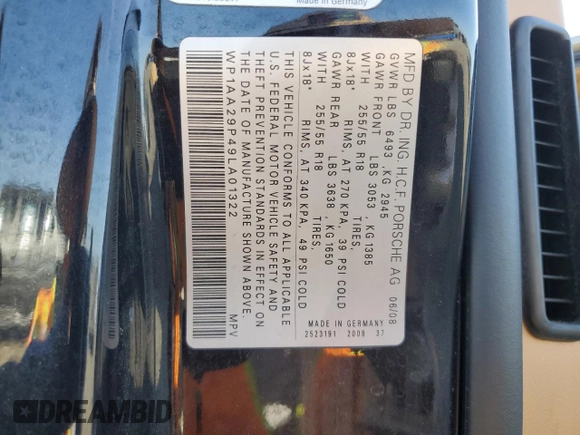 Made in Germany
MFD BY DR. ING. H.C.F. PORSCHE AG 06/08
GVWR LBS 6493 ,KG 2945
GAWR FRONT LBS 3053 ,KG 1385
WITH 255/55 R18 TIRES,
8Jx18" RIMS, AT 270 KPA, 39 PSI COLD
GAWR REAR LBS 3638 ,KG 1650
WITH 255/55 R18 TIRES,
8Jx18" RIMS, AT 340 KPA, 49 PSI COLD
THIS VEHICLE CONFORMS TO ALL APPLICABLE
U.S. FEDERAL MOTOR VEHICLE SAFETY AND
THEFT PREVENTION STANDARDS IN EFFECT ON
THE DATE OF MANUFACTURE SHOWN ABOVE.
WP1AA29P49LA01322 MPV
MADE IN GERMANY
2523191 2008 37
DREAMBID